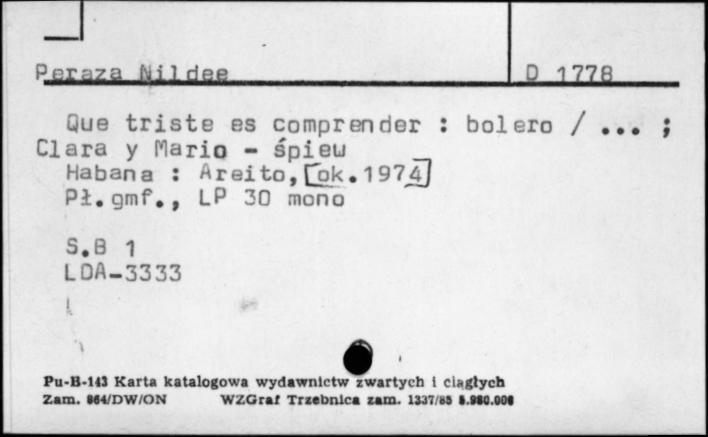 Peraza Nildee
D 1778
Que triste es comprender : bolero / ... ;
Clara y Mario - śpiew
Habana : Areito, [ok.1974]
Pł.gmf., LP 30 mono
S.B 1
LDA-3333
Pu-B-143 Karta katalogowa wydawnictw zwartych i ciągłych
Zam. 864/DW/ON WZGraf Trzebnica zam. 1337/85 5.980.000